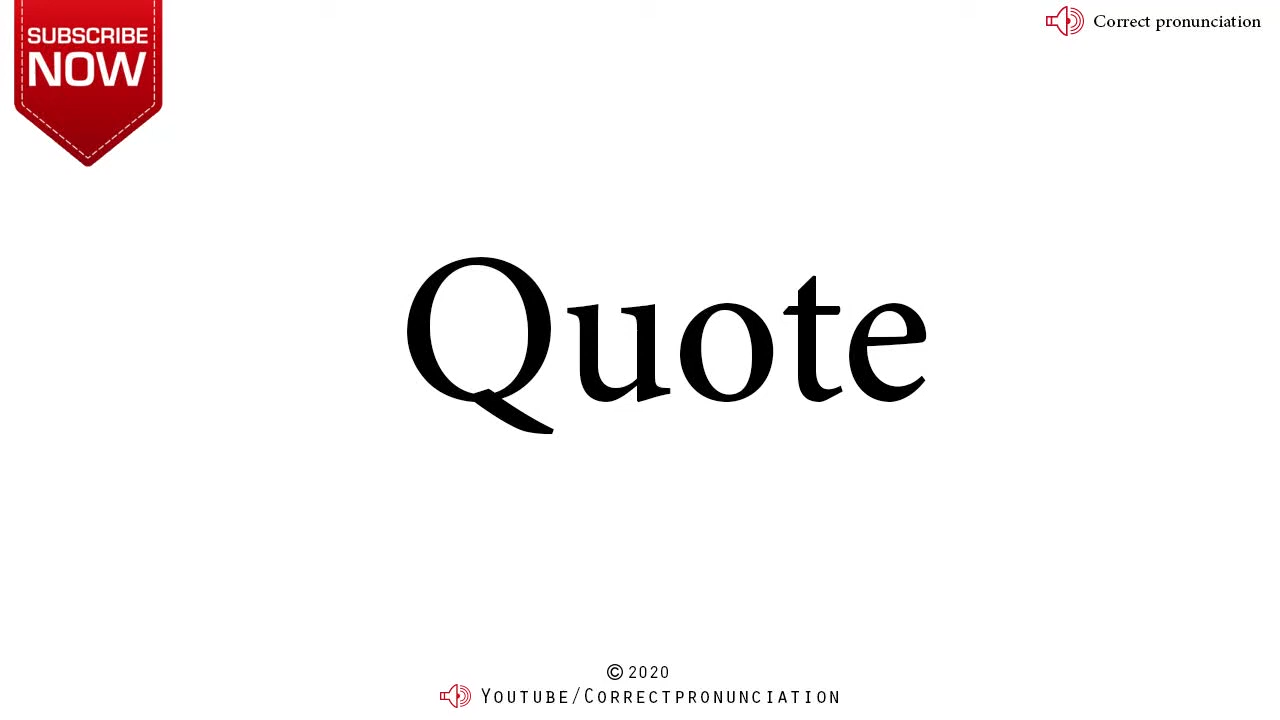 SUBSCRIBE
NOW
Correct pronunciation
Quote
© 2020
Youtube/Correctpronunciation